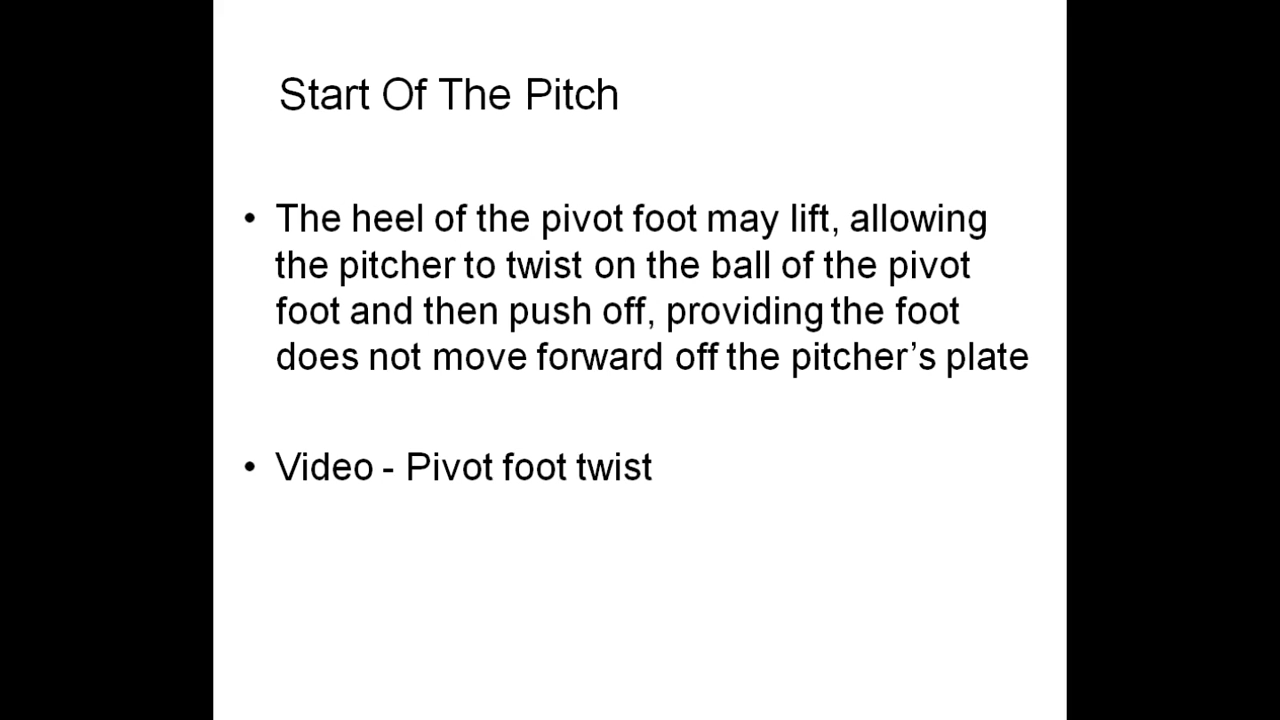 Start Of The Pitch
• The heel of the pivot foot may lift, allowing
the pitcher to twist on the ball of the pivot
foot and then push off, providing the foot
does not move forward off the pitcher’s plate
• Video - Pivot foot twist